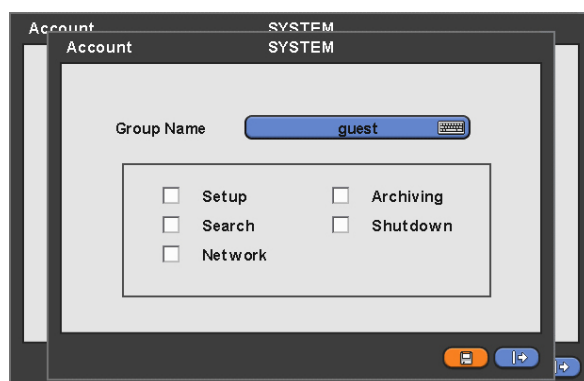 Account SYSTEM
Account SYSTEM
Group Name guest
Setup Archiving
Search Shutdown
Network